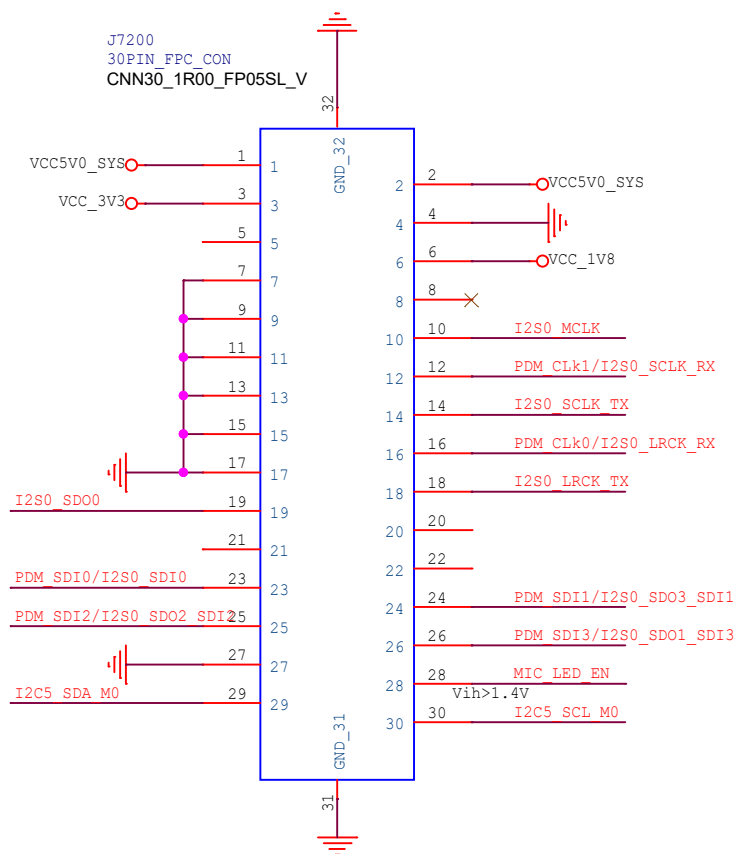 J7200
30PIN_FPC_CON
CNN30_1R00_FP05SL_V
32
GND_32
VCC5V0_SYS 1 1
2 2 VCC5V0_SYS
VCC_3V3 3 3
4 4
5 5
6 6 VCC_1V8
7 7
8 8
9 9
10 10 I2S0_MCLK
11 11
12 12 PDM_CLk1/I2S0_SCLK_RX
13 13
14 14 I2S0_SCLK_TX
15 15
16 16 PDM_CLk0/I2S0_LRCK_RX
17 17
18 18 I2S0_LRCK_TX
I2S0_SDO0 19 19
20 20
21 21
22 22
PDM_SDI0/I2S0_SDI0 23 23
24 24 PDM_SDI1/I2S0_SDO3_SDI1
PDM_SDI2/I2S0_SDO2_SDI2 25 25
26 26 PDM_SDI3/I2S0_SDO1_SDI3
27 27
28 28 MIC_LED_EN
Vih>1.4V
I2C5_SDA_M0 29 29
30 30 I2C5_SCL_M0
GND_31
31